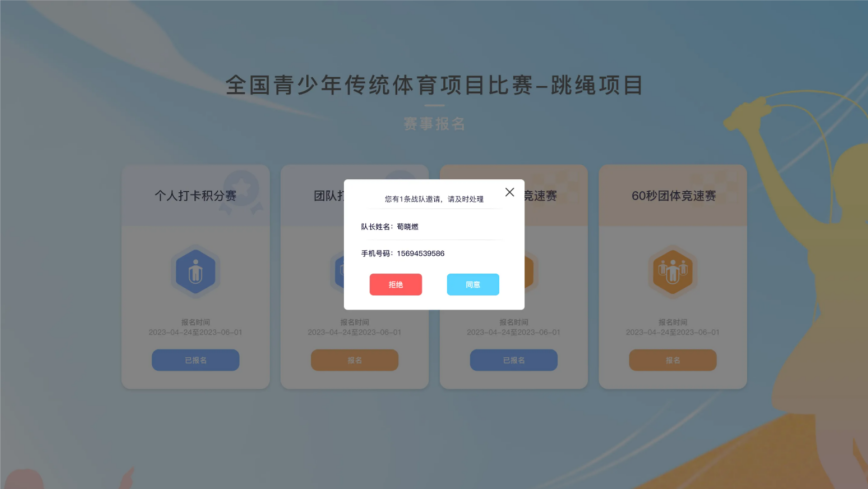 全国青少年传统体育项目比赛-跳绳项目
赛事报名
个人打卡积分赛
团队打
竞速赛
60秒团体竞速赛
您有1条战队邀请，请及时处理
队长姓名：荀晓燃
手机号码：15694539586
拒绝
同意
报名时间
2023-04-24至2023-06-01
已报名
报名时间
2023-04-24至2023-06-01
报名
报名时间
2023-04-24至2023-06-01
已报名
报名时间
2023-04-24至2023-06-01
报名